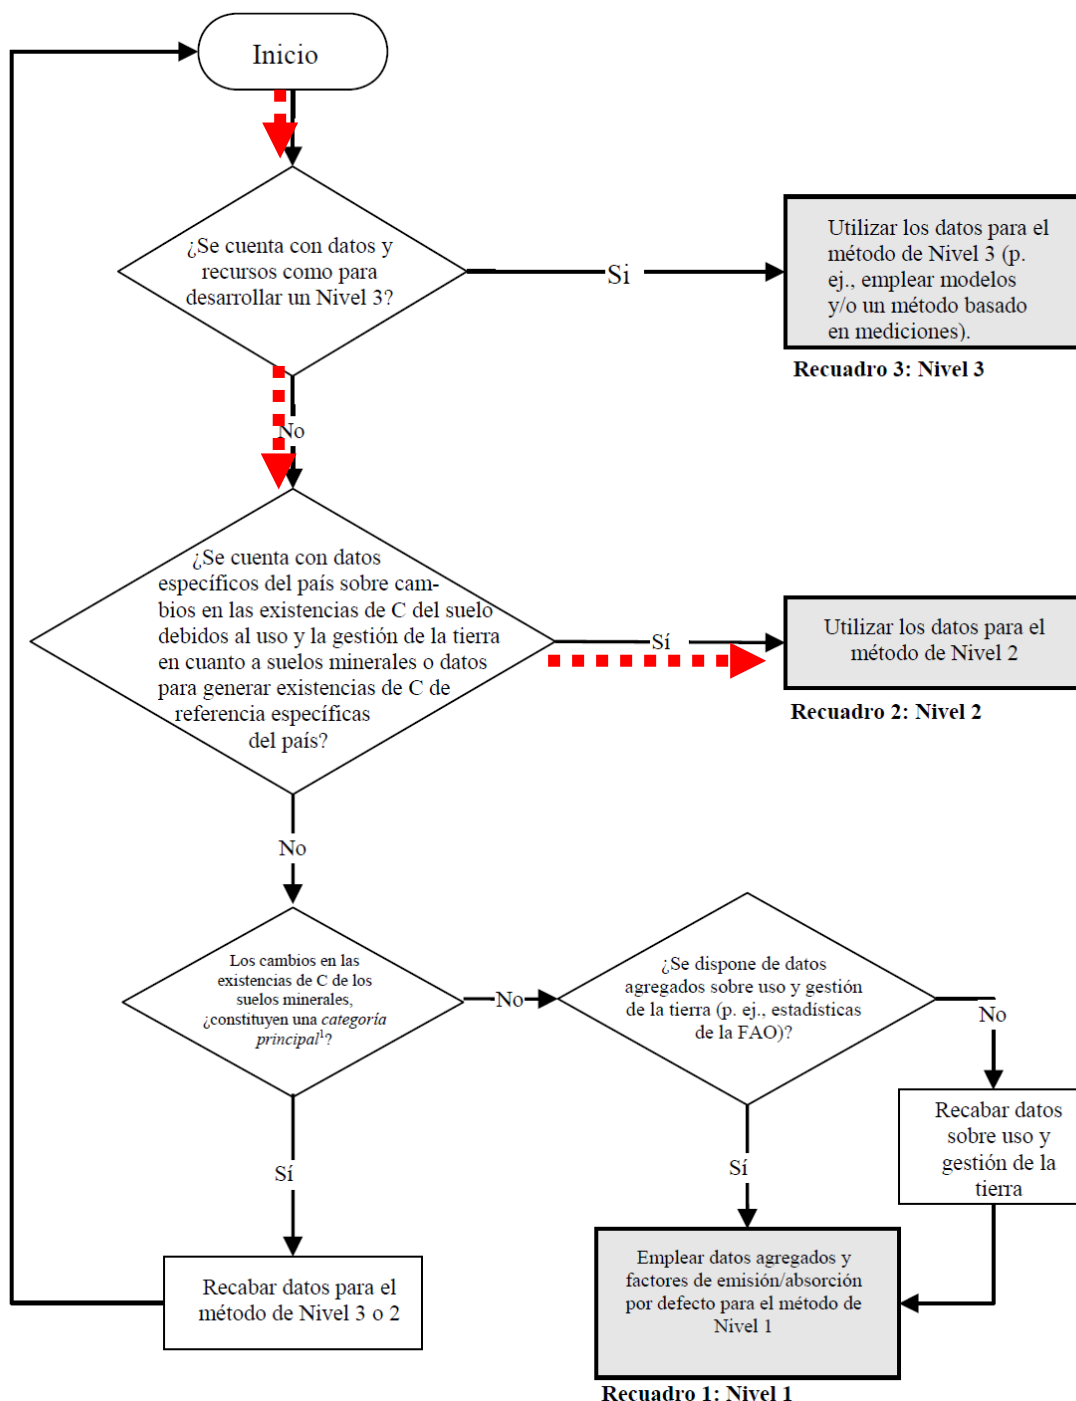 Inicio
¿Se cuenta con datos y
recursos como para
desarrollar un Nivel 3?
Si
Utilizar los datos para el
método de Nivel 3 (p.
ej., emplear modelos
y/o un método basado
en mediciones).
Recuadro 3: Nivel 3
No
¿Se cuenta con datos
específicos del país sobre cam-
bios en las existencias de C del suelo
debidos al uso y la gestión de la tierra
en cuanto a suelos minerales o datos
para generar existencias de C de
referencia específicas
del país?
Sí
Utilizar los datos para el
método de Nivel 2
Recuadro 2: Nivel 2
No
Los cambios en las
existencias de C de los
suelos minerales,
¿constituyen una categoría
principal¹?
No
¿Se dispone de datos
agregados sobre uso y gestión
de la tierra (p. ej., estadísticas
de la FAO)?
No
Recabar datos
sobre uso y
gestión de la
tierra
Sí
Sí
Recabar datos para el
método de Nivel 3 o 2
Emplear datos agregados y
factores de emisión/absorción
por defecto para el método de
Nivel 1
Recuadro 1: Nivel 1